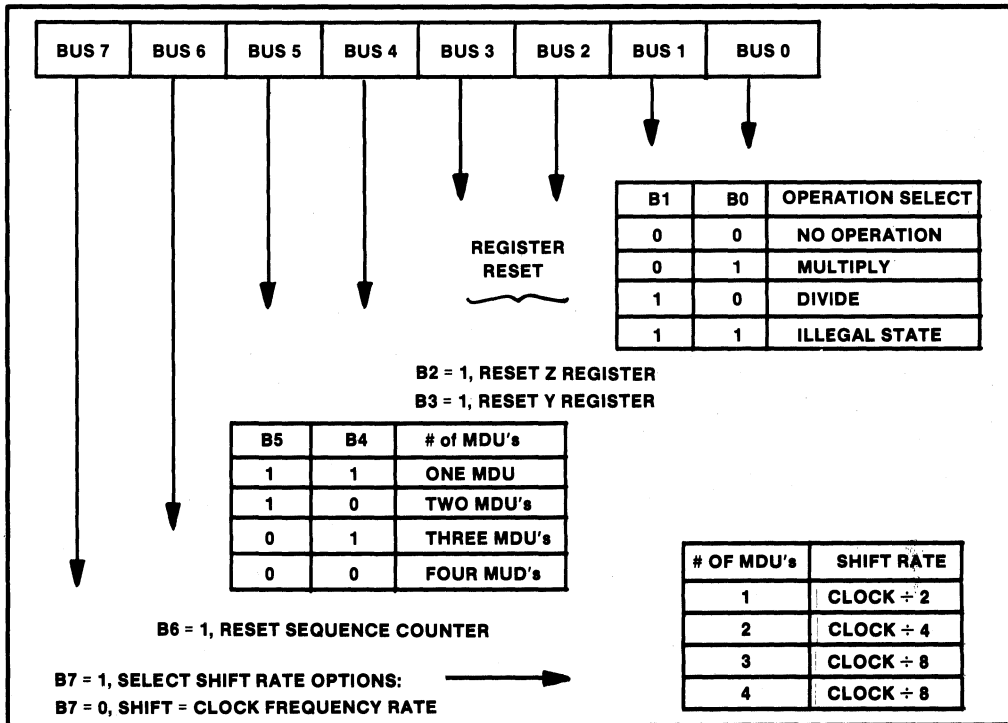 BUS 7 BUS 6 BUS 5 BUS 4 BUS 3 BUS 2 BUS 1 BUS 0
B1 B0 OPERATION SELECT
0 0 NO OPERATION
0 1 MULTIPLY
1 0 DIVIDE
1 1 ILLEGAL STATE
REGISTER
RESET
B2 = 1, RESET Z REGISTER
B3 = 1, RESET Y REGISTER
B5 B4 # of MDU's
1 1 ONE MDU
1 0 TWO MDU's
0 1 THREE MDU's
0 0 FOUR MUD's
# OF MDU's SHIFT RATE
1 CLOCK ÷ 2
2 CLOCK ÷ 4
3 CLOCK ÷ 8
4 CLOCK ÷ 8
B6 = 1, RESET SEQUENCE COUNTER
B7 = 1, SELECT SHIFT RATE OPTIONS:
B7 = 0, SHIFT = CLOCK FREQUENCY RATE